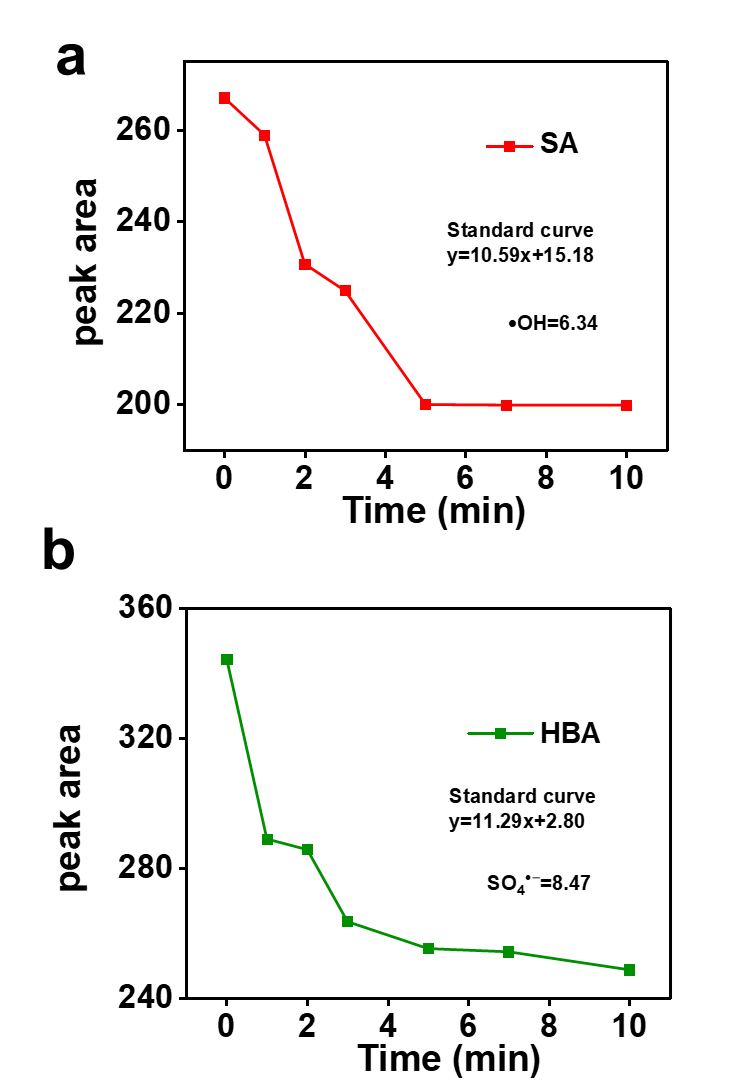 a
260
240
220
200
peak area
SA
Standard curve
y=10.59x+15.18
•OH=6.34
0 2 4 6 8 10
Time (min)
b
360
320
280
240
peak area
HBA
Standard curve
y=11.29x+2.80
SO₄•⁻=8.47
0 2 4 6 8 10
Time (min)